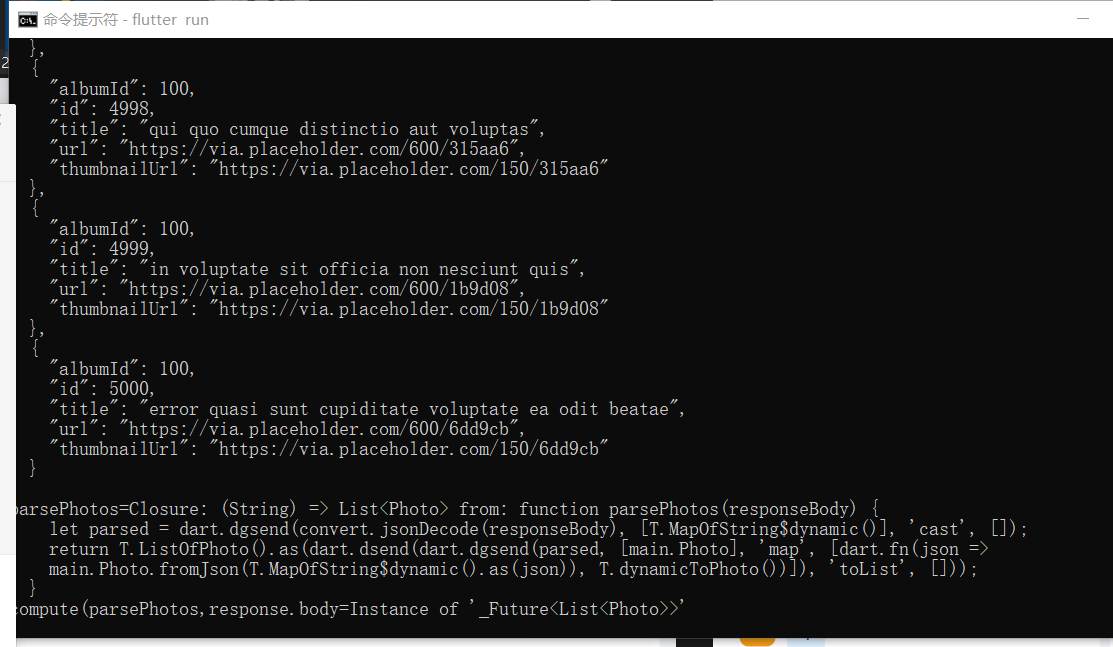 命令提示符 - flutter run
},
{
"albumId": 100,
"id": 4998,
"title": "qui quo cumque distinctio aut voluptas",
"url": "https://via.placeholder.com/600/315aa6",
"thumbnailUrl": "https://via.placeholder.com/150/315aa6"
},
{
"albumId": 100,
"id": 4999,
"title": "in voluptate sit officia non nesciunt quis",
"url": "https://via.placeholder.com/600/1b9d08",
"thumbnailUrl": "https://via.placeholder.com/150/1b9d08"
},
{
"albumId": 100,
"id": 5000,
"title": "error quasi sunt cupiditate voluptate ea odit beatae",
"url": "https://via.placeholder.com/600/6dd9cb",
"thumbnailUrl": "https://via.placeholder.com/150/6dd9cb"
}
parsePhotos=Closure: (String) => List<Photo> from: function parsePhotos(responseBody) {
let parsed = dart.dgsend(convert.jsonDecode(responseBody), [T.MapOfString$dynamic()], 'cast', []);
return T.ListOfPhoto().as(dart.dsend(dart.dgsend(parsed, [main.Photo], 'map', [dart.fn(json =>
main.Photo.fromJson(T.MapOfString$dynamic().as(json)), T.dynamicToPhoto())]), 'toList', []));
}
compute(parsePhotos,response.body=Instance of '_Future<List<Photo>>'